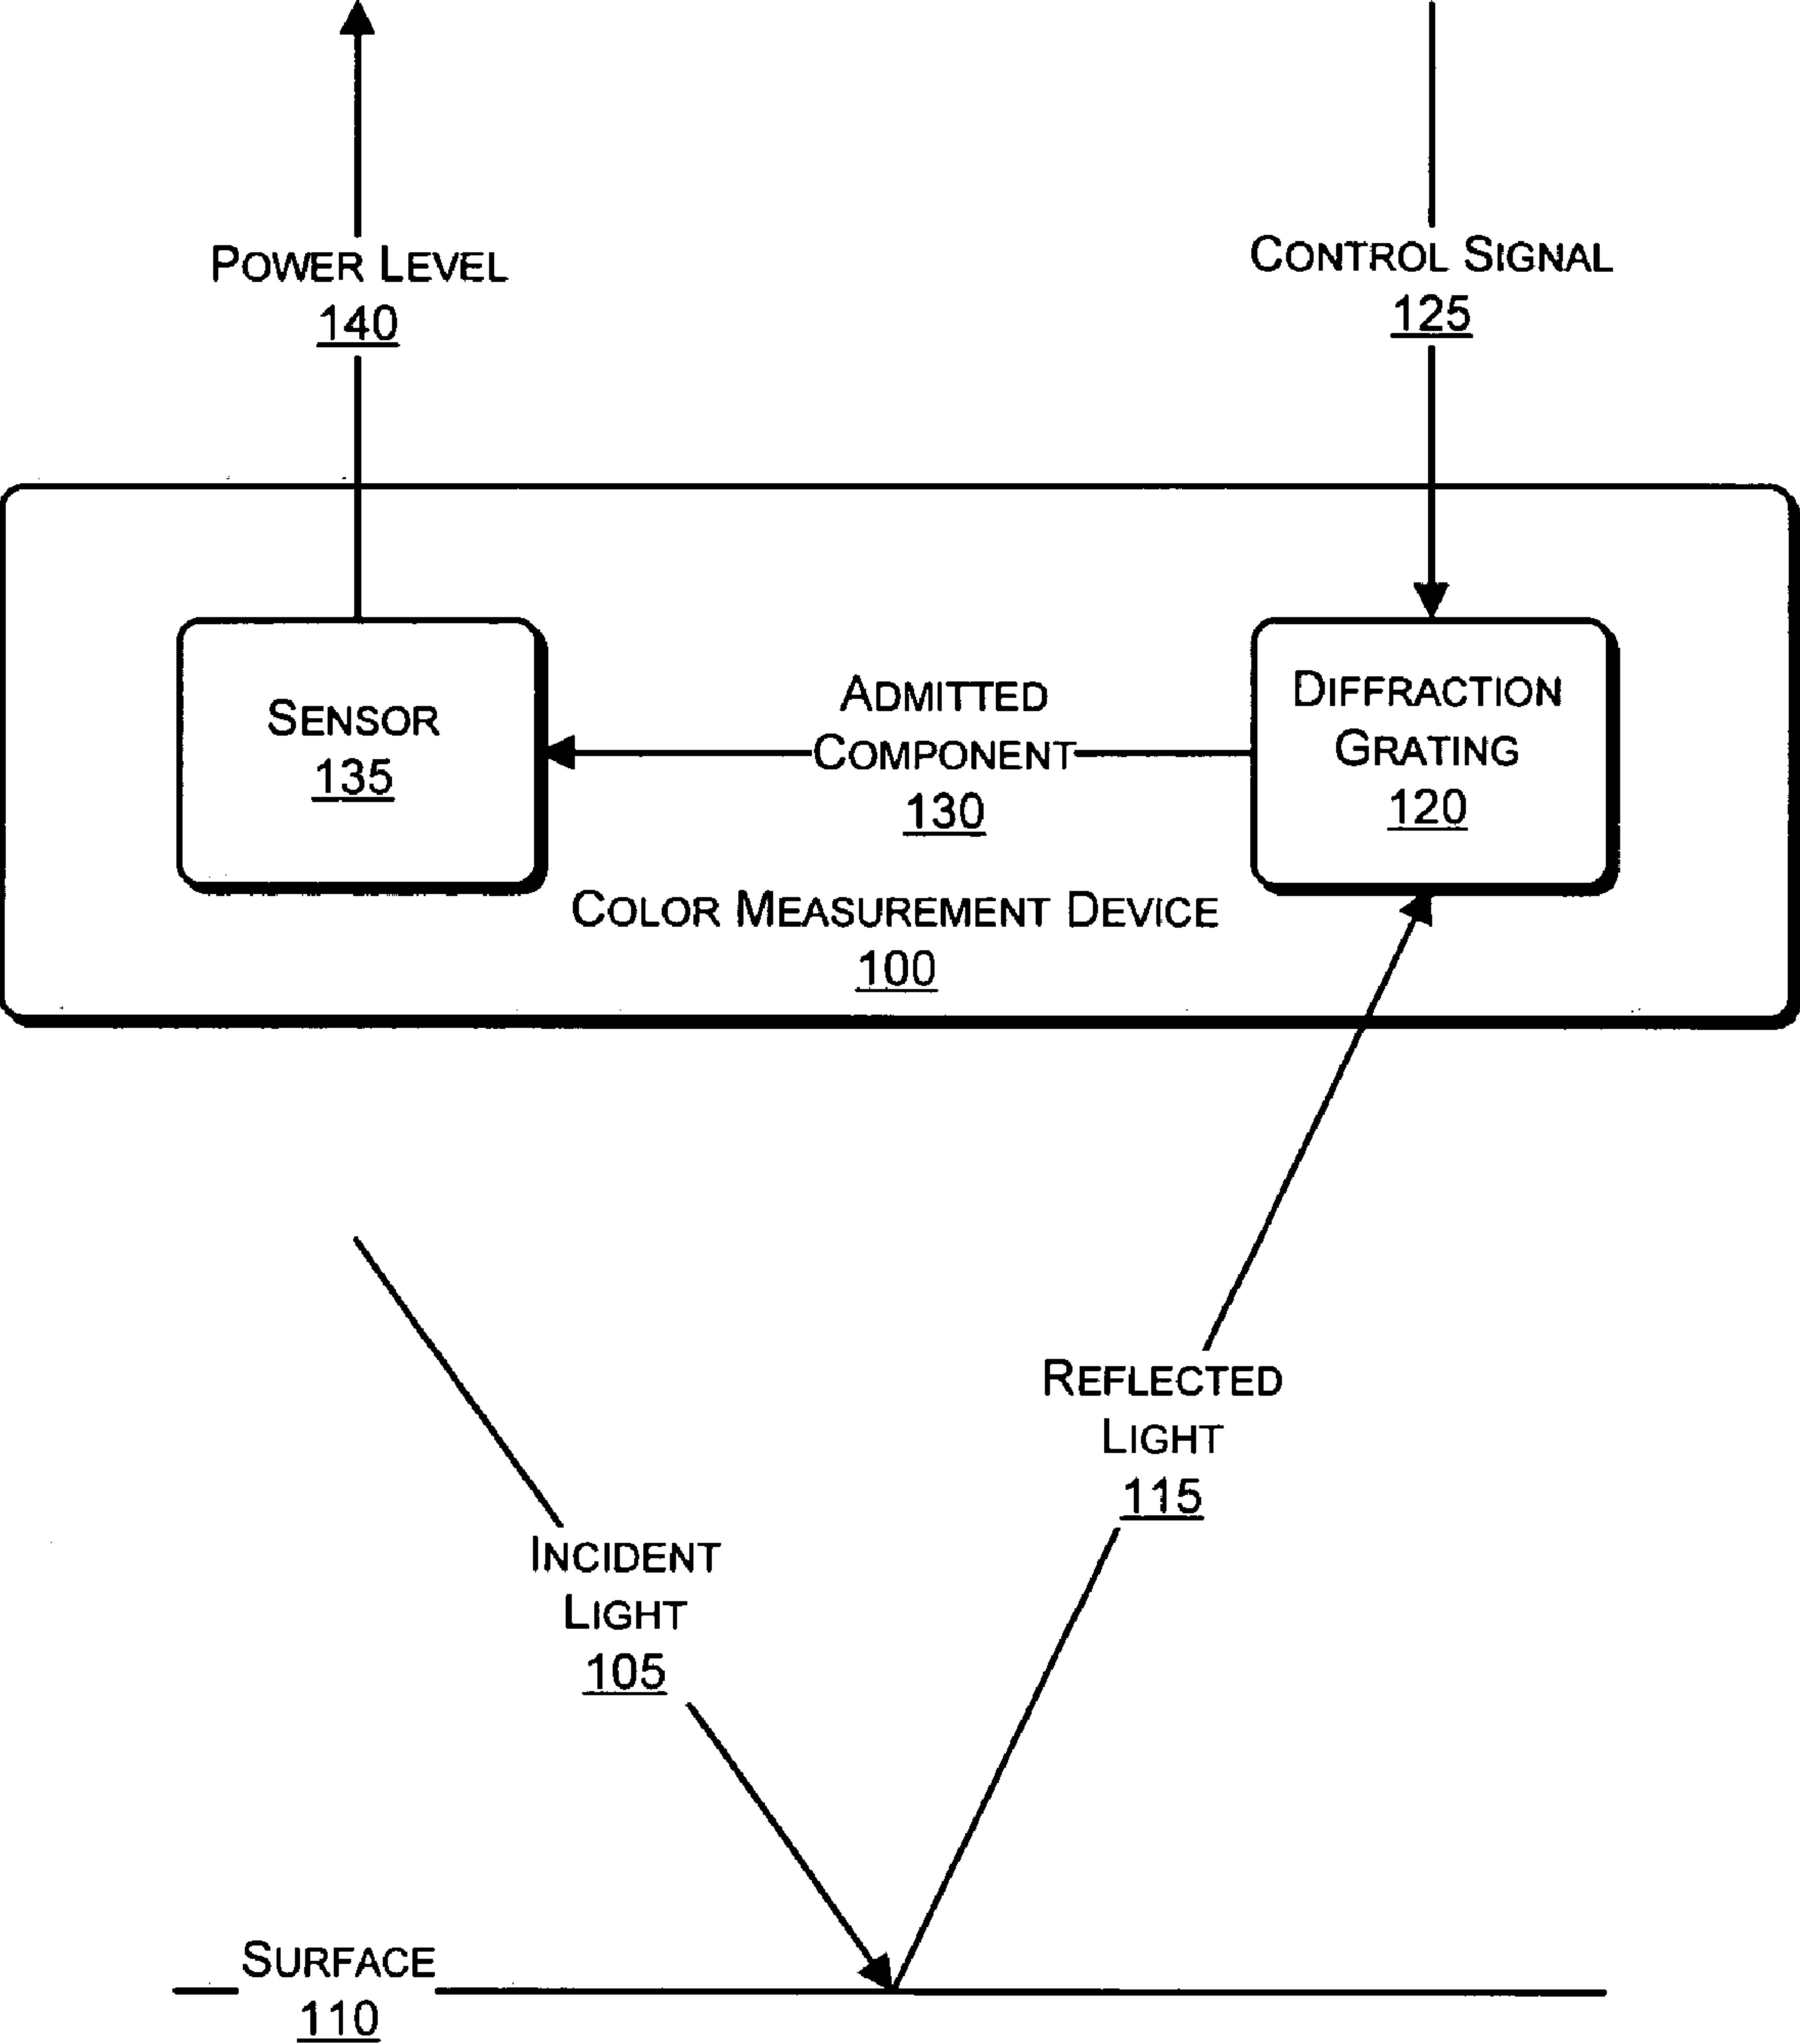 POWER LEVEL
140
CONTROL SIGNAL
125
SENSOR
135
ADMITTED
COMPONENT
130
DIFFRACTION
GRATING
120
COLOR MEASUREMENT DEVICE
100
REFLECTED
LIGHT
115
INCIDENT
LIGHT
105
SURFACE
110